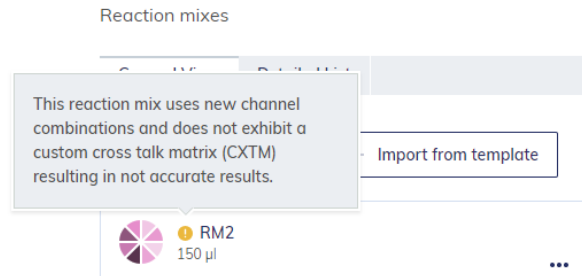 Reaction mixes
This reaction mix uses new channel
combinations and does not exhibit a
custom cross talk matrix (CXTM)
resulting in not accurate results.
Import from template
RM2
150 µl